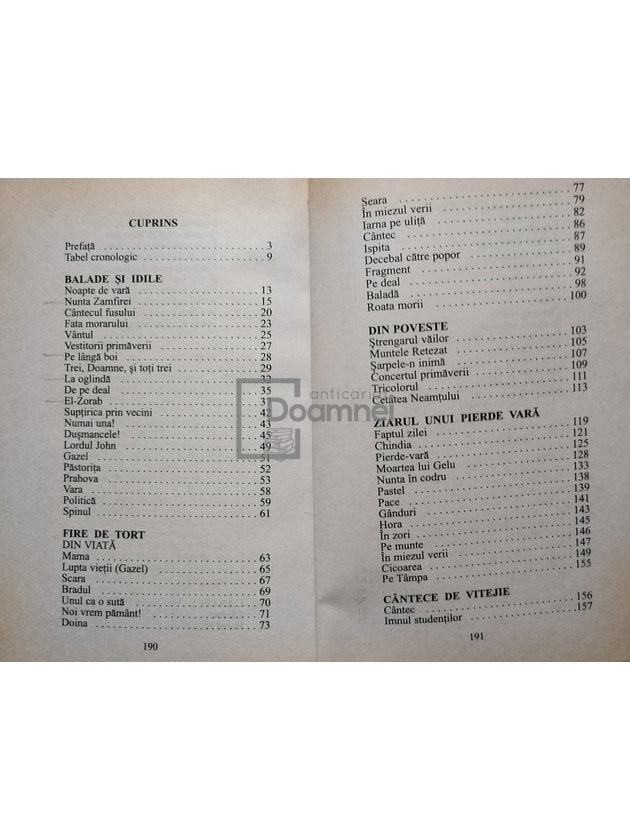 CUPRINS
Prefață 3
Tabel cronologic 9
BALADE ȘI IDILE
Noapte de vară 13
Nunta Zamfirei 15
Cântecul fusului 20
Fata morarului 23
Vântul 25
Vestitorii primăverii 27
Pe lângă boi 28
Trei, Doamne, și toți trei 29
La oglindă 32
De pe deal 35
El-Zorab 37
Supțirica prin vecini 42
Numai una! 43
Dușmancele! 45
Lordul John 49
Gazel 51
Păstorița 52
Prahova 53
Vara 58
Politică 59
Spinul 61
FIRE DE TORT
DIN VIATĂ
Mama 63
Lupta vieții (Gazel) 65
Scara 67
Bradul 69
Unul ca o sută 70
Noi vrem pământ! 71
Doina 73
190
Șeara 77
În miezul verii 79
Iarna pe uliță 82
Cântec 86
Ispita 87
Decebal către popor 89
Fragment 91
Pe deal 92
Baladă 98
Roata morii 100
DIN POVESTE
Ștrengarul văilor 103
Muntele Retezat 105
Șarpele-n inimă 107
Concertul primăverii 109
Tricolorul 111
Cetatea Neamțului 113
ZIARUL UNUI PIERDE VARĂ
Faptul zilei 119
Chindia 121
Pierde-vară 125
Moartea lui Gelu 128
Nunta în codru 133
Pastel 138
Pace 139
Gânduri 141
Hora 143
În zori 145
Pe munte 146
În miezul verii 147
Cicoarea 149
Pe Tâmpa 155
CÂNTECE DE VITEJIE
Cântec 156
Imnul studenților 157
191
anticariat
Doamnei